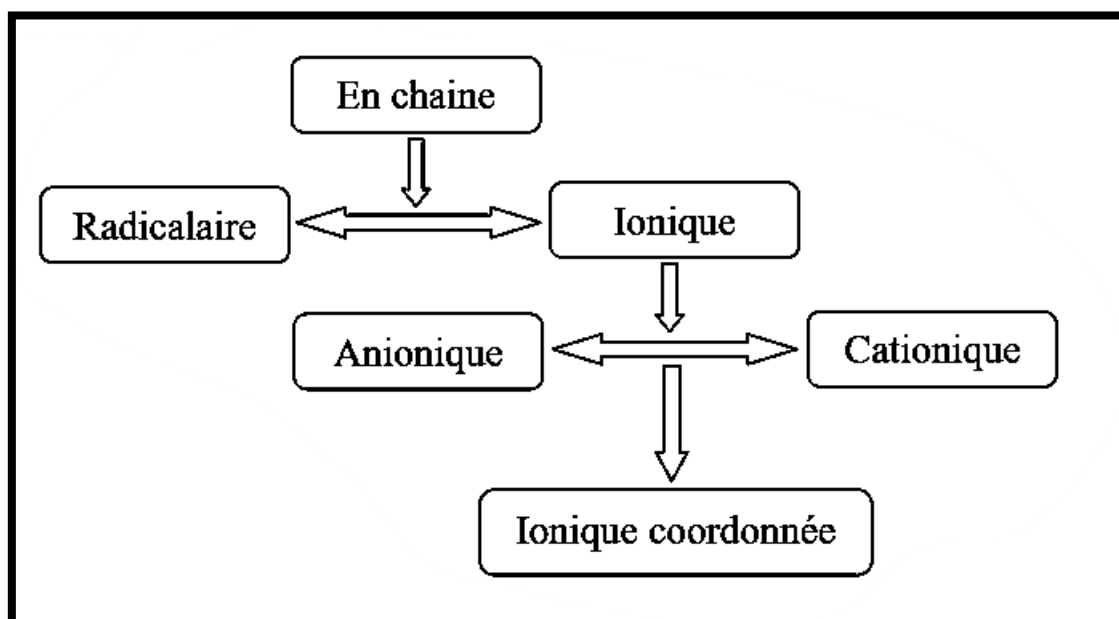 En chaine
Radicalaire
Ionique
Anionique
Cationique
Ionique coordonnée